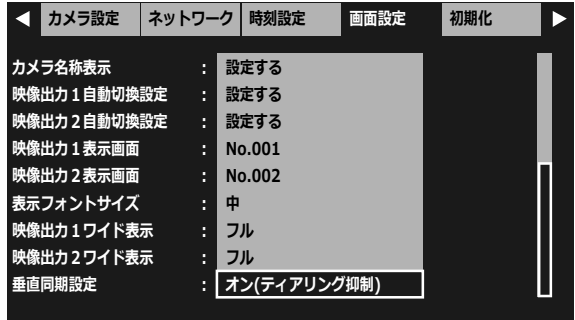 ◀ カメラ設定 ネットワーク 時刻設定 画面設定 初期化 ▶
カメラ名称表示 : 設定する
映像出力1自動切換設定 : 設定する
映像出力2自動切換設定 : 設定する
映像出力1表示画面 : No.001
映像出力2表示画面 : No.002
表示フォントサイズ : 中
映像出力1ワイド表示 : フル
映像出力2ワイド表示 : フル
垂直同期設定 : オン(ティアリング抑制)